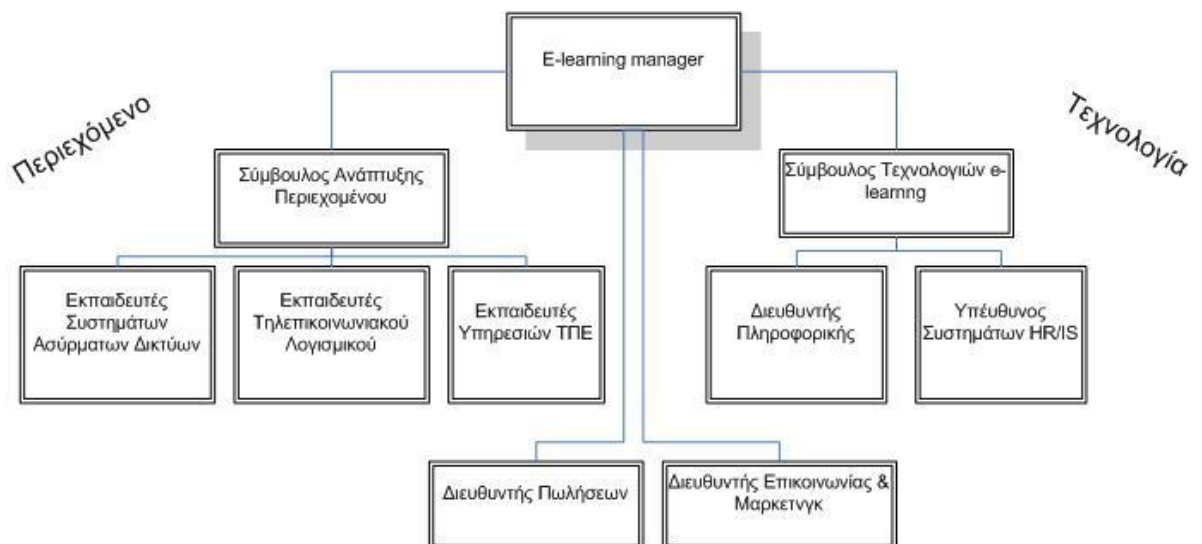 E-learning manager
Περιεχόμενο
Τεχνολογία
Σύμβουλος Ανάπτυξης
Περιεχομένου
Σύμβουλος Τεχνολογιών e-
learnng
Εκπαιδευτές
Συστημάτων
Ασύρματων Δικτύων
Εκπαιδευτές
Τηλεπικοινωνιακού
Λογισμικού
Εκπαιδευτές
Υπηρεσιών ΤΠΕ
Διευθυντής
Πληροφορικής
Υπέυθυνος
Συστημάτων HR/IS
Διευθυντής Πωλήσεων
Διευθυντής Επικοινωνίας &
Μαρκετνγκ